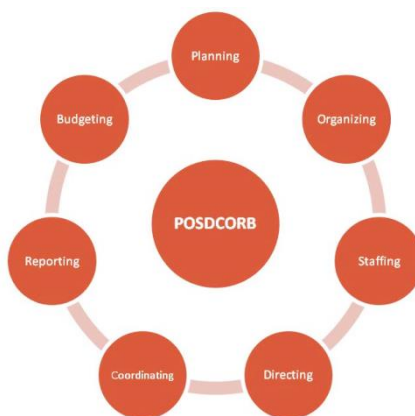 Planning
Organizing
Staffing
Directing
Coordinating
Reporting
Budgeting
POSDCORB